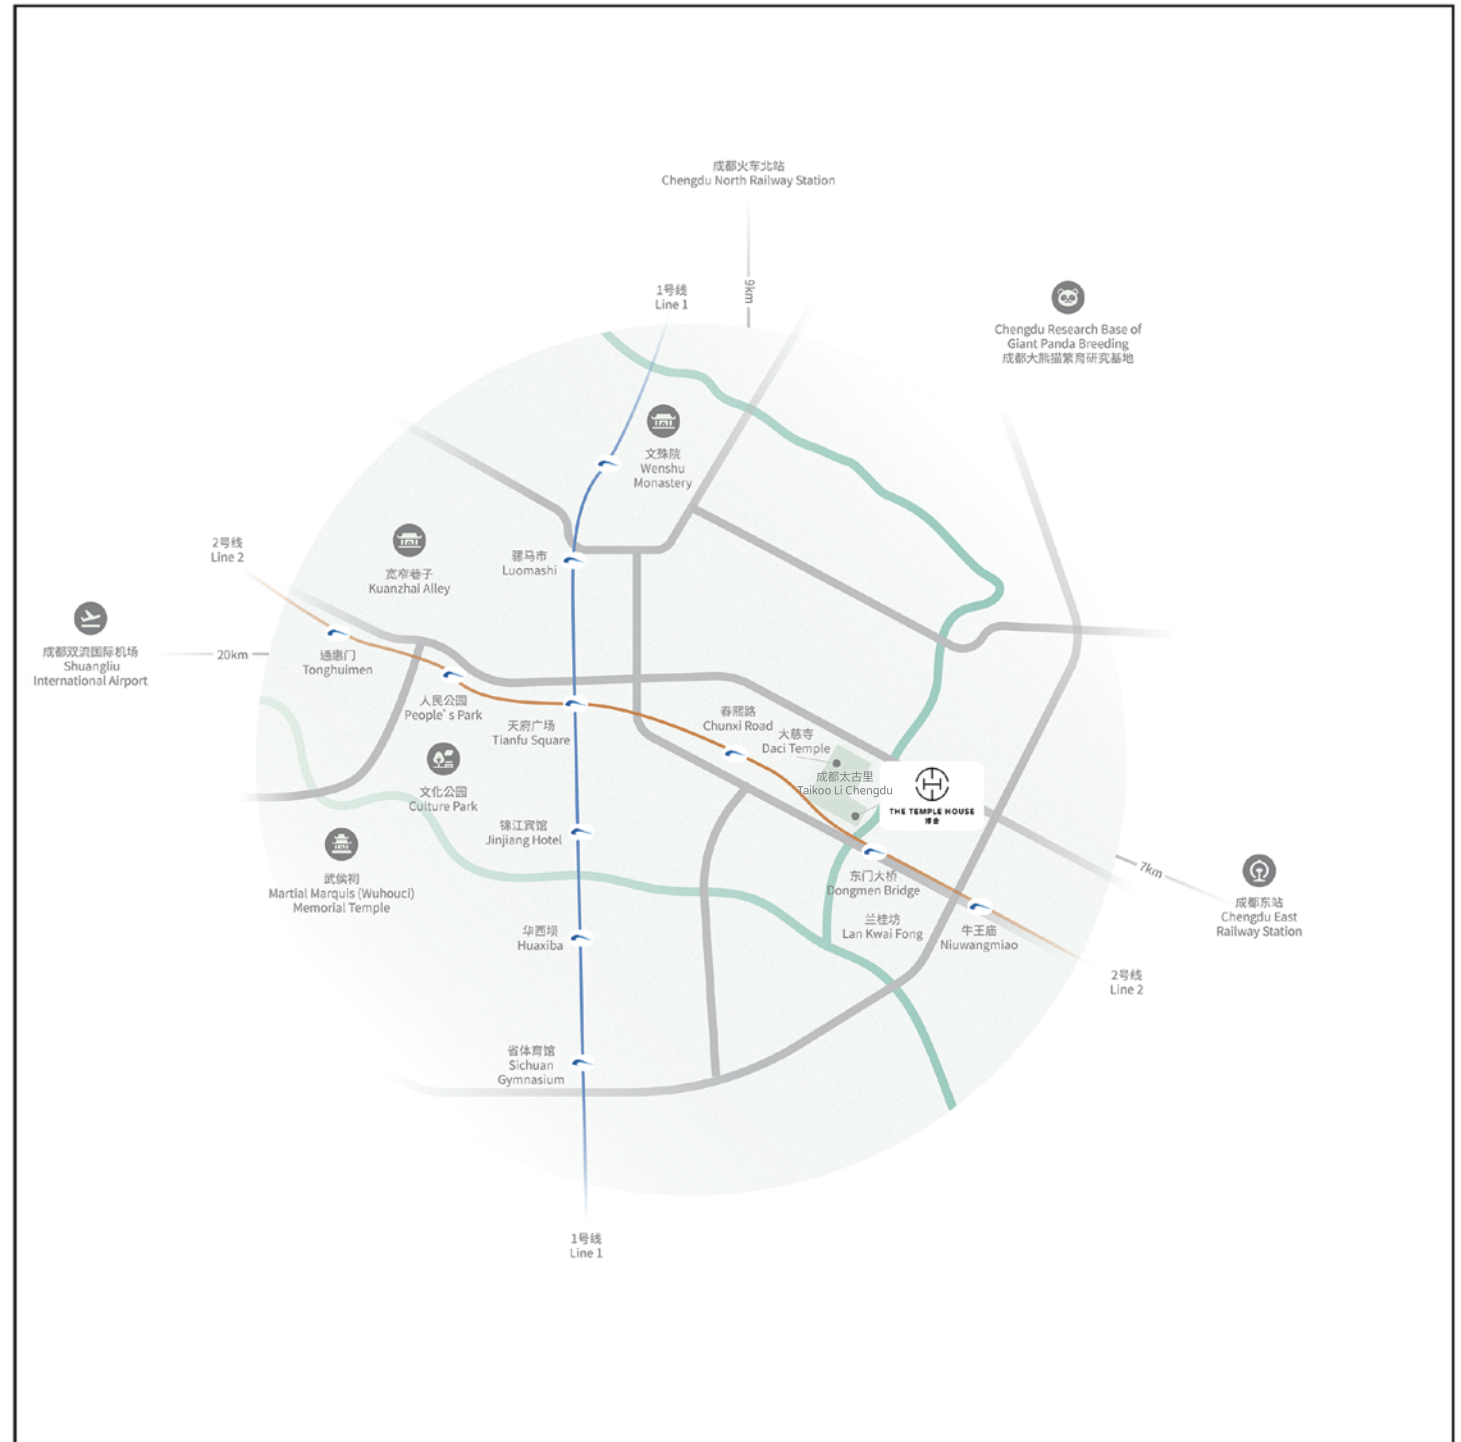 成都火车北站
Chengdu North Railway Station
9km
1号线
Line 1
Chengdu Research Base of
Giant Panda Breeding
成都大熊猫繁育研究基地
文殊院
Wenshu
Monastery
2号线
Line 2
宽窄巷子
Kuanzhai Alley
骡马市
Luomashi
成都双流国际机场
Shuangliu
International Airport
20km
通惠门
Tonghuimen
人民公园
People’s Park
天府广场
Tianfu Square
春熙路
Chunxi Road
大慈寺
Daci Temple
成都太古里
Taikoo Li Chengdu
THE TEMPLE HOUSE
博舍
文化公园
Culture Park
锦江宾馆
Jinjiang Hotel
武侯祠
Martial Marquis (Wuhouci)
Memorial Temple
东门大桥
Dongmen Bridge
7km
成都东站
Chengdu East
Railway Station
兰桂坊
Lan Kwai Fong
牛王庙
Niuwangmiao
华西坝
Huaxiba
2号线
Line 2
省体育馆
Sichuan
Gymnasium
1号线
Line 1